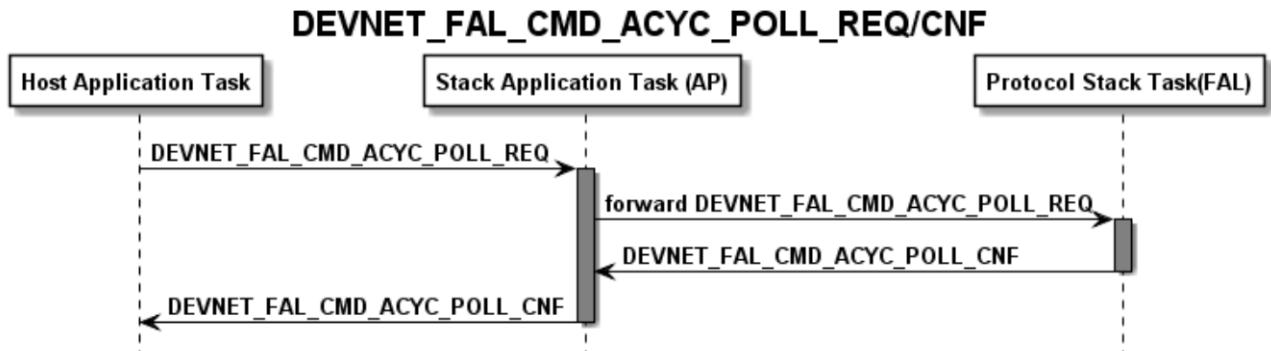 DEVNET_FAL_CMD_ACYC_POLL_REQ/CNF
Host Application Task
Stack Application Task (AP)
Protocol Stack Task(FAL)
DEVNET_FAL_CMD_ACYC_POLL_REQ
forward DEVNET_FAL_CMD_ACYC_POLL_REQ
DEVNET_FAL_CMD_ACYC_POLL_CNF
DEVNET_FAL_CMD_ACYC_POLL_CNF